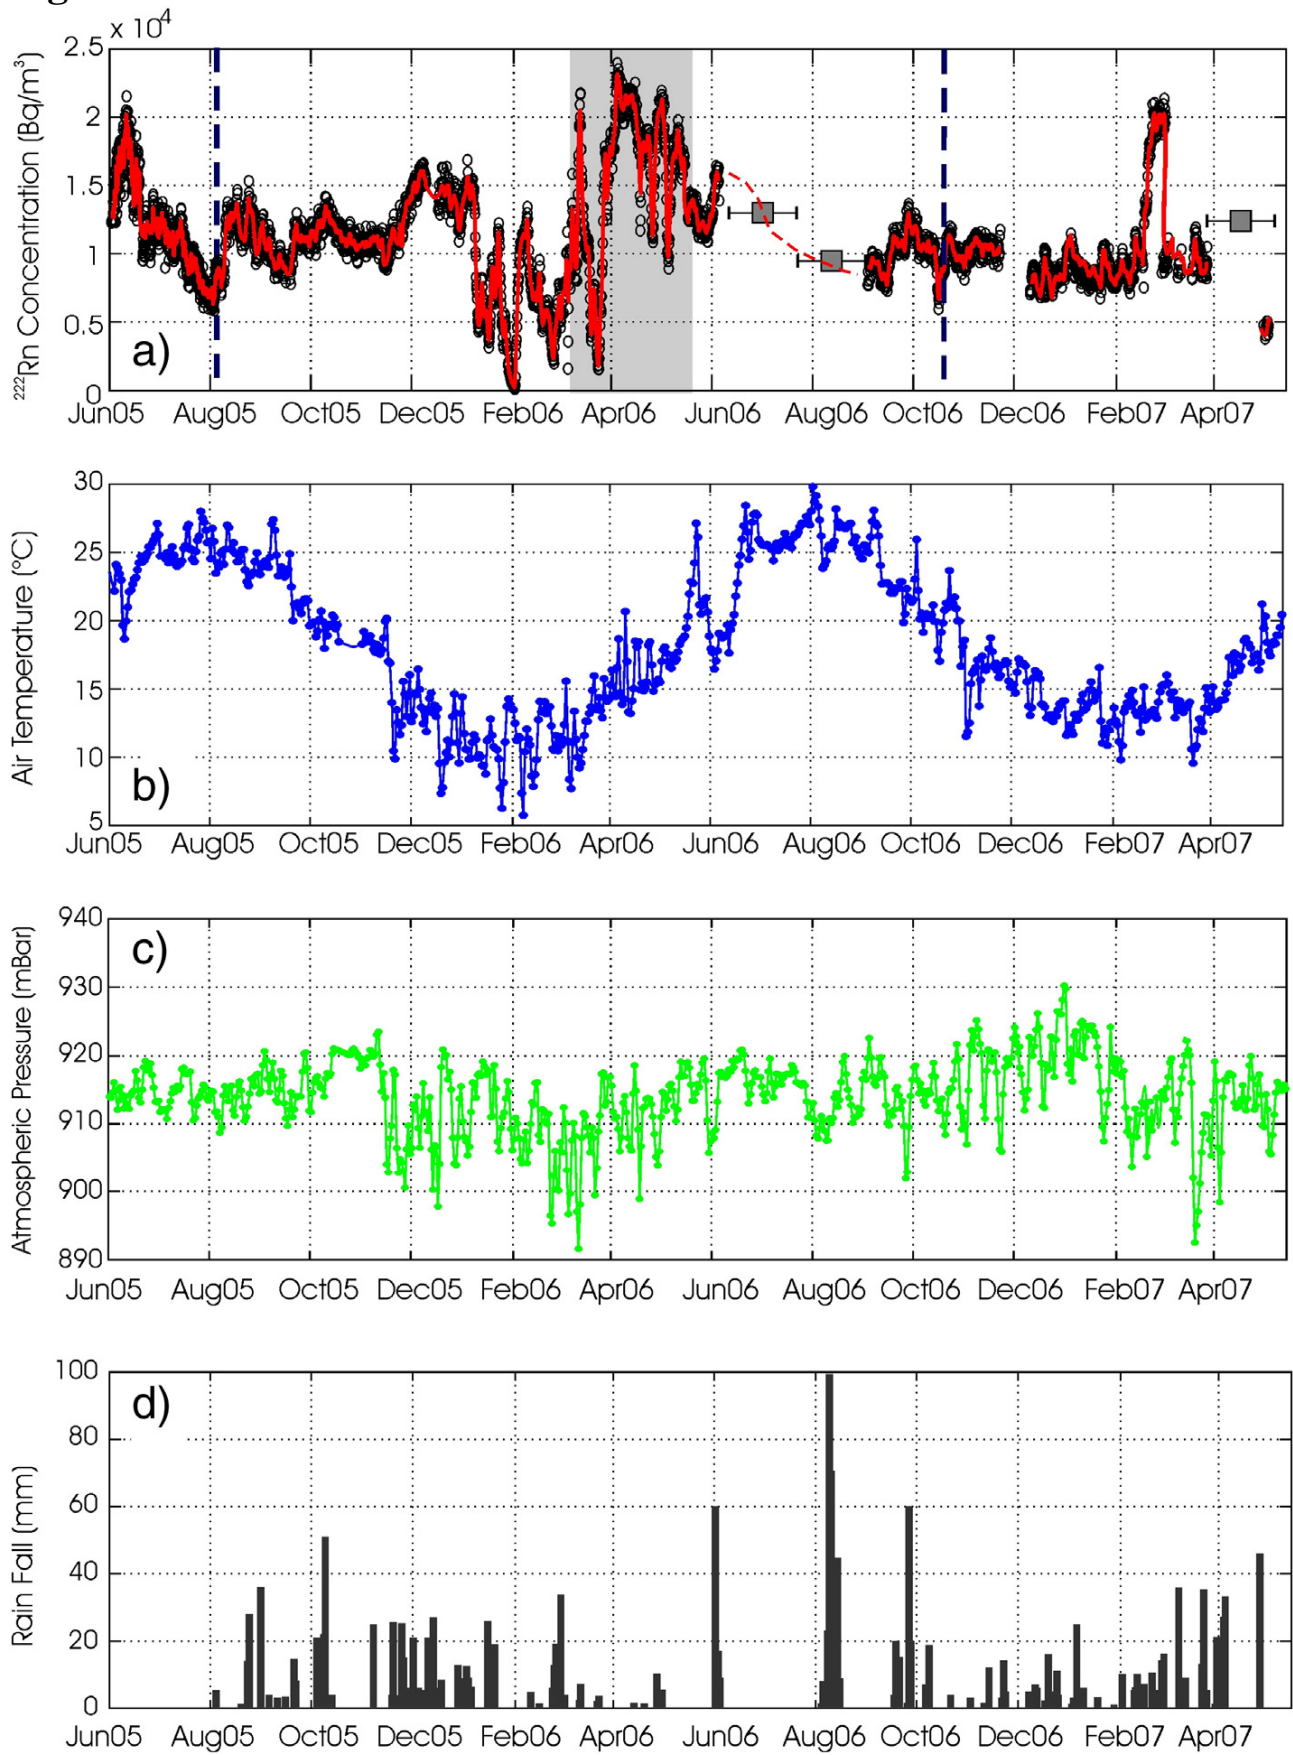 x 10⁴
2.5
2
1.5
1
0.5
0
²²²Rn Concentration (Bq/m³)
a)
Jun05 Aug05 Oct05 Dec05 Feb06 Apr06 Jun06 Aug06 Oct06 Dec06 Feb07 Apr07
30
25
20
15
10
5
Air Temperature (°C)
b)
Jun05 Aug05 Oct05 Dec05 Feb06 Apr06 Jun06 Aug06 Oct06 Dec06 Feb07 Apr07
940
930
920
910
900
890
Atmospheric Pressure (mBar)
c)
Jun05 Aug05 Oct05 Dec05 Feb06 Apr06 Jun06 Aug06 Oct06 Dec06 Feb07 Apr07
100
80
60
40
20
0
Rain Fall (mm)
d)
Jun05 Aug05 Oct05 Dec05 Feb06 Apr06 Jun06 Aug06 Oct06 Dec06 Feb07 Apr07